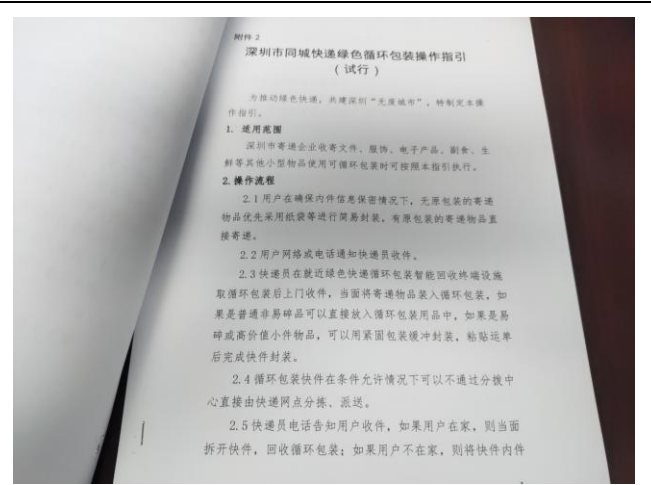 附件 2
深圳市同城快递绿色循环包装操作指引
（试行）
为推动绿色快递，共建深圳“无废城市”，特制定本操
作指引。
1. 适用范围
深圳市寄递企业收寄文件、服饰、电子产品、副食、生
鲜等其他小型物品使用可循环包装时可按照本指引执行。
2.操作流程
2.1 用户在确保内件信息保密情况下，无原包装的寄递
物品优先采用纸袋等进行简易封装，有原包装的寄递物品直
接寄递。
2.2 用户网络或电话通知快递员收件。
2.3 快递员在就近绿色快递循环包装智能回收终端设施
取循环包装后上门收件，当面将寄递物品装入循环包装，如
果是普通非易碎品可以直接放入循环包装用品中，如果是易
碎或高价值小件物品，可以用紧固包装缓冲封装，粘贴运单
后完成快件封装。
2.4 循环包装快件在条件允许情况下可以不通过分拨中
心直接由快递网点分拣、派送。
2.5 快递员电话告知用户收件，如果用户在家，则当面
拆开快件，回收循环包装；如果用户不在家，则将快件内件